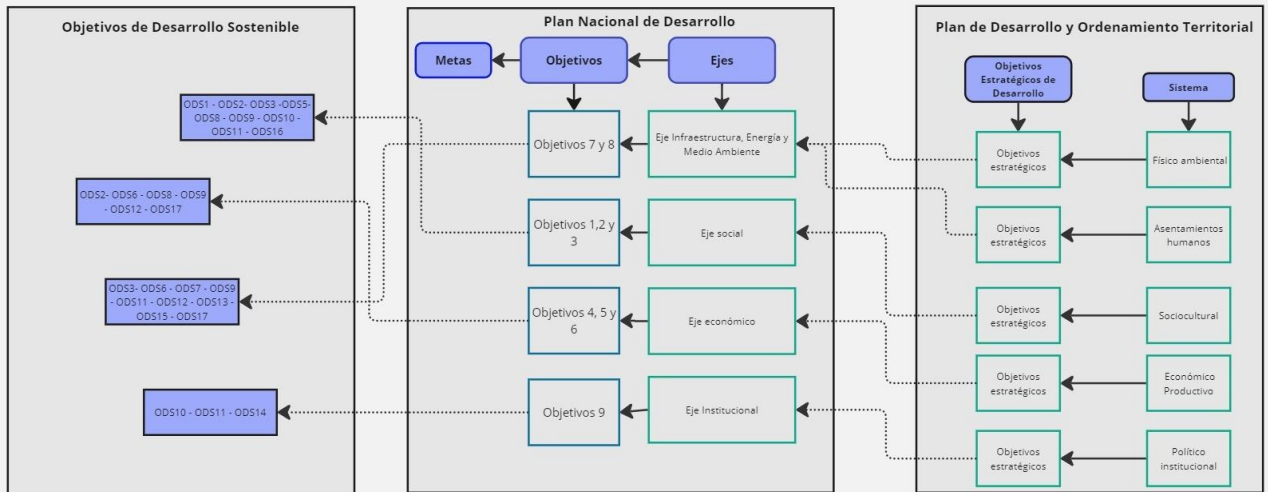 Objetivos de Desarrollo Sostenible
ODS1 - ODS2- ODS3 -ODS5-
ODS8 - ODS9 - ODS10 -
ODS11 - ODS16
ODS2- ODS6 - ODS8 - ODS9
- ODS12 - ODS17
ODS3- ODS6 - ODS7 - ODS9
- ODS11 - ODS12 - ODS13 -
ODS15 - ODS17
ODS10 - ODS11 - ODS14
Plan Nacional de Desarrollo
Metas
Objetivos
Ejes
Objetivos 7 y 8
Eje Infraestructura, Energía y
Medio Ambiente
Objetivos 1,2 y
3
Eje social
Objetivos 4, 5 y
6
Eje económico
Objetivos 9
Eje Institucional
Plan de Desarrollo y Ordenamiento Territorial
Objetivos
Estratégicos de
Desarrollo
Sistema
Objetivos
estratégicos
Físico ambiental
Objetivos
estratégicos
Asentamientos
humanos
Objetivos
estratégicos
Sociocultural
Objetivos
estratégicos
Económico
Productivo
Objetivos
estratégicos
Político
institucional